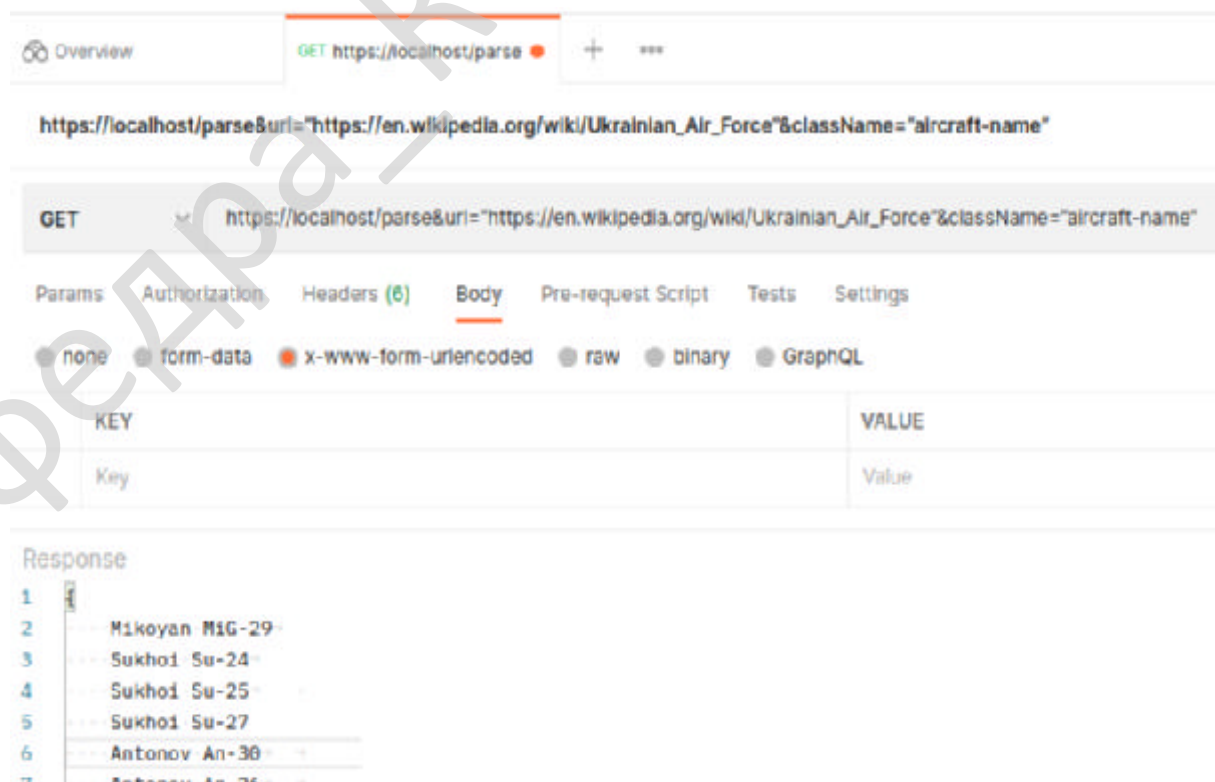 Overview GET https://localhost/parse + •••
https://localhost/parse&url="https://en.wikipedia.org/wiki/Ukrainian_Air_Force"&className="aircraft-name"
GET https://localhost/parse&url="https://en.wikipedia.org/wiki/Ukrainian_Air_Force"&className="aircraft-name"
Params Authorization Headers (6) Body Pre-request Script Tests Settings
none form-data x-www-form-urlencoded raw binary GraphQL
KEY VALUE
Key Value
Response
1 {
2 Mikoyan MiG-29
3 Sukhoi Su-24
4 Sukhoi Su-25
5 Sukhoi Su-27
6 Antonov An-30